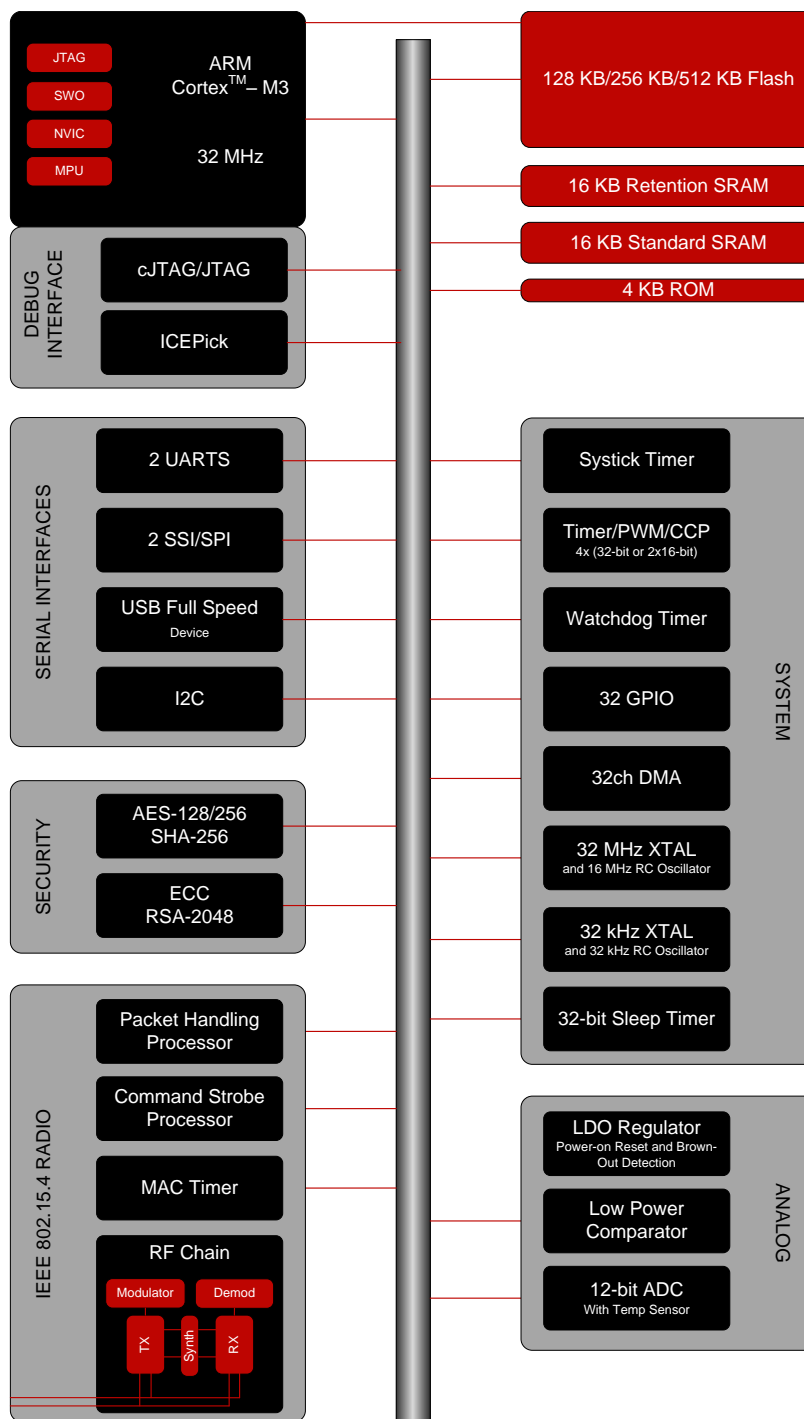 JTAG
SWO
NVIC
MPU
ARM
Cortex™– M3
32 MHz
128 KB/256 KB/512 KB Flash
16 KB Retention SRAM
16 KB Standard SRAM
4 KB ROM
DEBUG
INTERFACE
cJTAG/JTAG
ICEPick
SERIAL INTERFACES
2 UARTS
2 SSI/SPI
USB Full Speed
Device
I2C
SYSTEM
Systick Timer
Timer/PWM/CCP
4x (32-bit or 2x16-bit)
Watchdog Timer
32 GPIO
32ch DMA
32 MHz XTAL
and 16 MHz RC Oscillator
32 kHz XTAL
and 32 kHz RC Oscillator
32-bit Sleep Timer
SECURITY
AES-128/256
SHA-256
ECC
RSA-2048
IEEE 802.15.4 RADIO
Packet Handling
Processor
Command Strobe
Processor
MAC Timer
RF Chain
Modulator
Demod
TX
Synth
RX
ANALOG
LDO Regulator
Power-on Reset and Brown-
Out Detection
Low Power
Comparator
12-bit ADC
With Temp Sensor